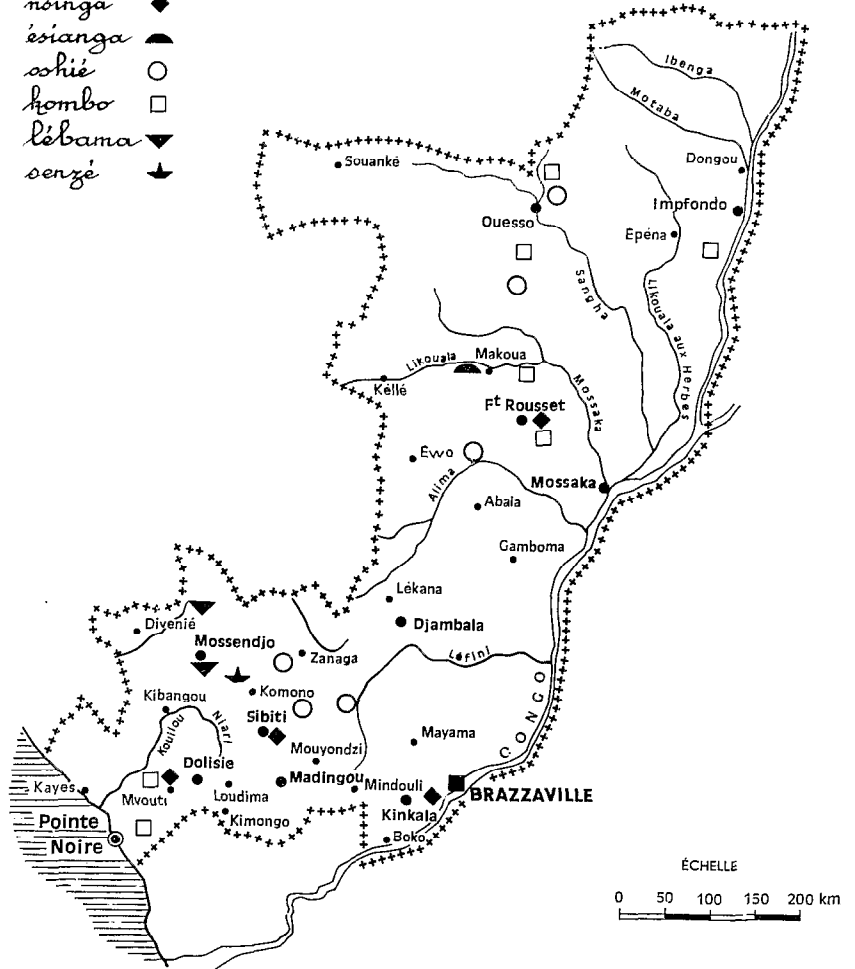 nsinga
ésianga
oshié
kombo
lébama
senzé
Ibenga
Motaba
Souanké
Dongou
Impfondo
Ouesso
Epéna
Sangha
Likouala aux Herbes
Likouala
Makoua
Kéllé
Mossaka
Ft Rousset
Ewo
Alima
Mossaka
Abala
Gamboma
Lékana
Divenié
Djambala
Mossendjo
Zanaga
Léfini
Komono
Kibangou
CONGO
Sibiti
Niari
Kouilou
Mayama
Mouyondzi
Dolisie
Madingou
Mindouli
Kayes
Mvouti
Loudima
BRAZZAVILLE
Kinkala
Pointe
Noire
Kimongo
Boko
ÉCHELLE
0 50 100 150 200 km